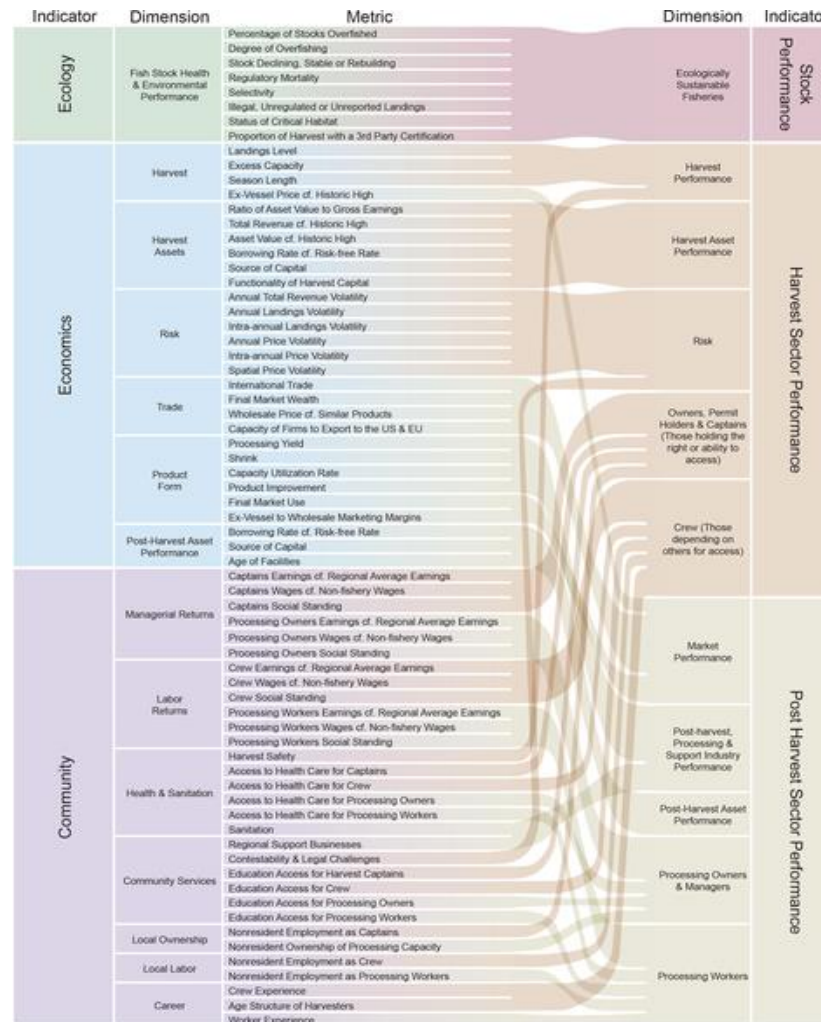 Indicator Dimension Metric Dimension Indicato
Ecology
Fish Stock Health
& Environmental
Performance
Percentage of Stocks Overfished
Degree of Overfishing
Stock Declining, Stable or Rebuilding
Regulatory Mortality
Selectivity
Illegal, Unregulated or Unreported Landings
Status of Critical Habitat
Proportion of Harvest with a 3rd Party Certification
Economics
Harvest
Landings Level
Excess Capacity
Season Length
Ex-Vessel Price cf. Historic High
Harvest
Assets
Ratio of Asset Value to Gross Earnings
Total Revenue cf. Historic High
Asset Value cf. Historic High
Borrowing Rate cf. Risk-free Rate
Source of Capital
Functionality of Harvest Capital
Risk
Annual Total Revenue Volatility
Annual Landings Volatility
Intra-annual Landings Volatility
Annual Price Volatility
Intra-annual Price Volatility
Spatial Price Volatility
Trade
International Trade
Final Market Wealth
Wholesale Price cf. Similar Products
Capacity of Firms to Export to the US & EU
Product
Form
Processing Yield
Shrink
Capacity Utilization Rate
Product Improvement
Final Market Use
Ex-Vessel to Wholesale Marketing Margins
Post-Harvest Asset
Performance
Borrowing Rate cf. Risk-free Rate
Source of Capital
Age of Facilities
Community
Managerial Returns
Captains Earnings cf. Regional Average Earnings
Captains Wages cf. Non-fishery Wages
Captains Social Standing
Processing Owners Earnings cf. Regional Average Earnings
Processing Owners Wages cf. Non-fishery Wages
Processing Owners Social Standing
Labor
Returns
Crew Earnings cf. Regional Average Earnings
Crew Wages cf. Non-fishery Wages
Crew Social Standing
Processing Workers Earnings cf. Regional Average Earnings
Processing Workers Wages cf. Non-fishery Wages
Processing Workers Social Standing
Health & Sanitation
Harvest Safety
Access to Health Care for Captains
Access to Health Care for Crew
Access to Health Care for Processing Owners
Access to Health Care for Processing Workers
Sanitation
Community Services
Regional Support Businesses
Contestability & Legal Challenges
Education Access for Harvest Captains
Education Access for Crew
Education Access for Processing Owners
Education Access for Processing Workers
Local Ownership
Nonresident Employment as Captains
Nonresident Ownership of Processing Capacity
Local Labor
Nonresident Employment as Crew
Nonresident Employment as Processing Workers
Career
Crew Experience
Age Structure of Harvesters
Worker Experience
Ecologically
Sustainable
Fisheries
Stock
Performance
Harvest
Performance
Harvest Asset
Performance
Risk
Owners, Permit
Holders & Captains
(Those holding the
right or ability to
access)
Crew (Those
depending on
others for access)
Harvest Sector Performance
Market
Performance
Post-harvest,
Processing &
Support Industry
Performance
Post-Harvest Asset
Performance
Processing Owners
& Managers
Processing Workers
Post Harvest Sector Performance